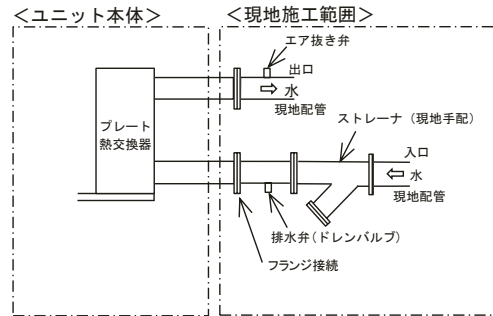 ＜ユニット本体＞
＜現地施工範囲＞
エア抜き弁
出口
水
現地配管
プレート
熱交換器
ストレーナ（現地手配）
入口
水
現地配管
排水弁(ドレンバルブ)
フランジ接続